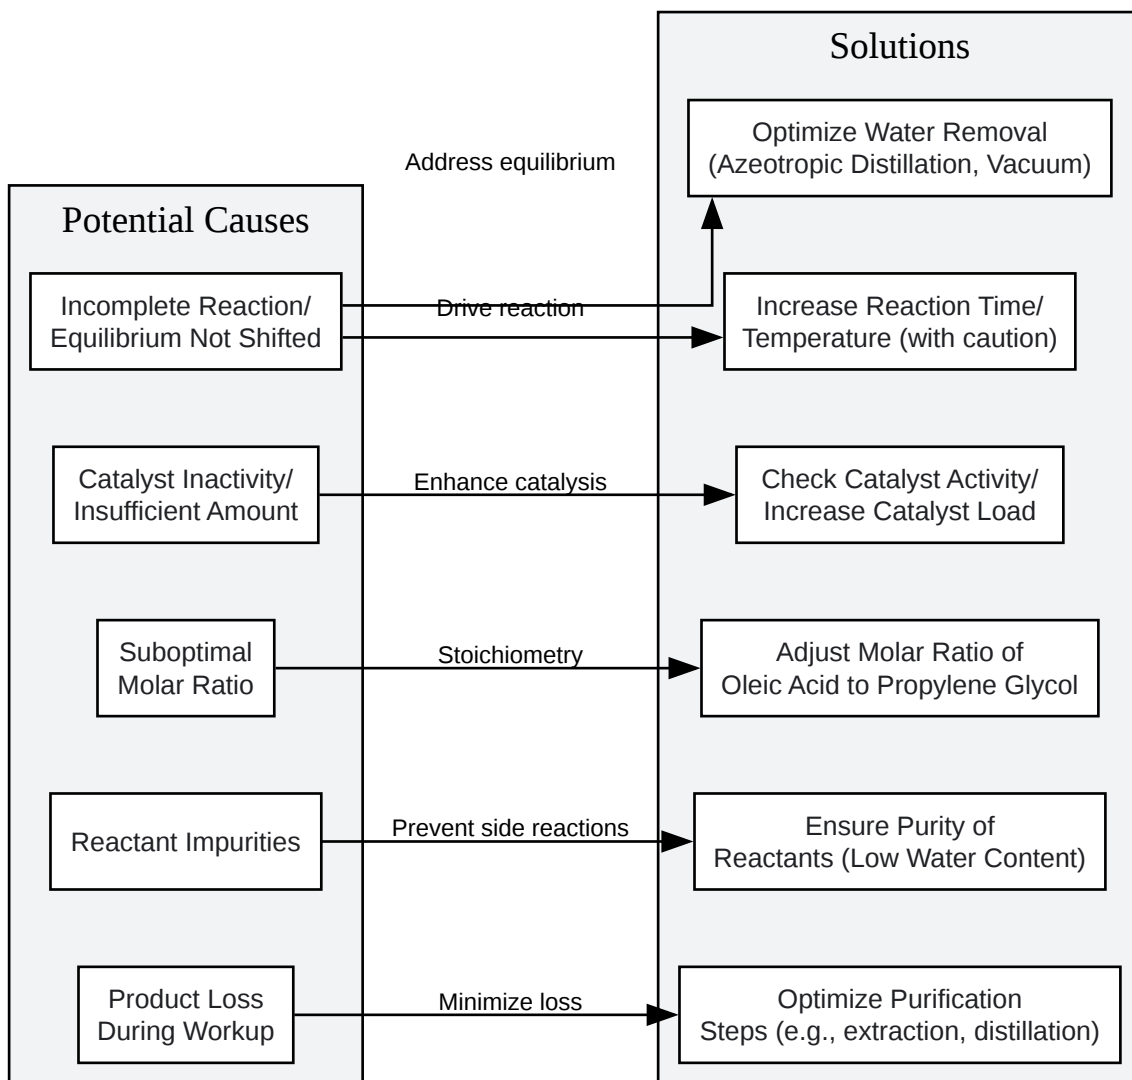 Solutions
Optimize Water Removal
(Azeotropic Distillation, Vacuum)
Address equilibrium
Potential Causes
Incomplete Reaction/
Equilibrium Not Shifted
Drive reaction
Increase Reaction Time/
Temperature (with caution)
Catalyst Inactivity/
Insufficient Amount
Enhance catalysis
Check Catalyst Activity/
Increase Catalyst Load
Suboptimal
Molar Ratio
Stoichiometry
Adjust Molar Ratio of
Oleic Acid to Propylene Glycol
Reactant Impurities
Prevent side reactions
Ensure Purity of
Reactants (Low Water Content)
Product Loss
During Workup
Minimize loss
Optimize Purification
Steps (e.g., extraction, distillation)